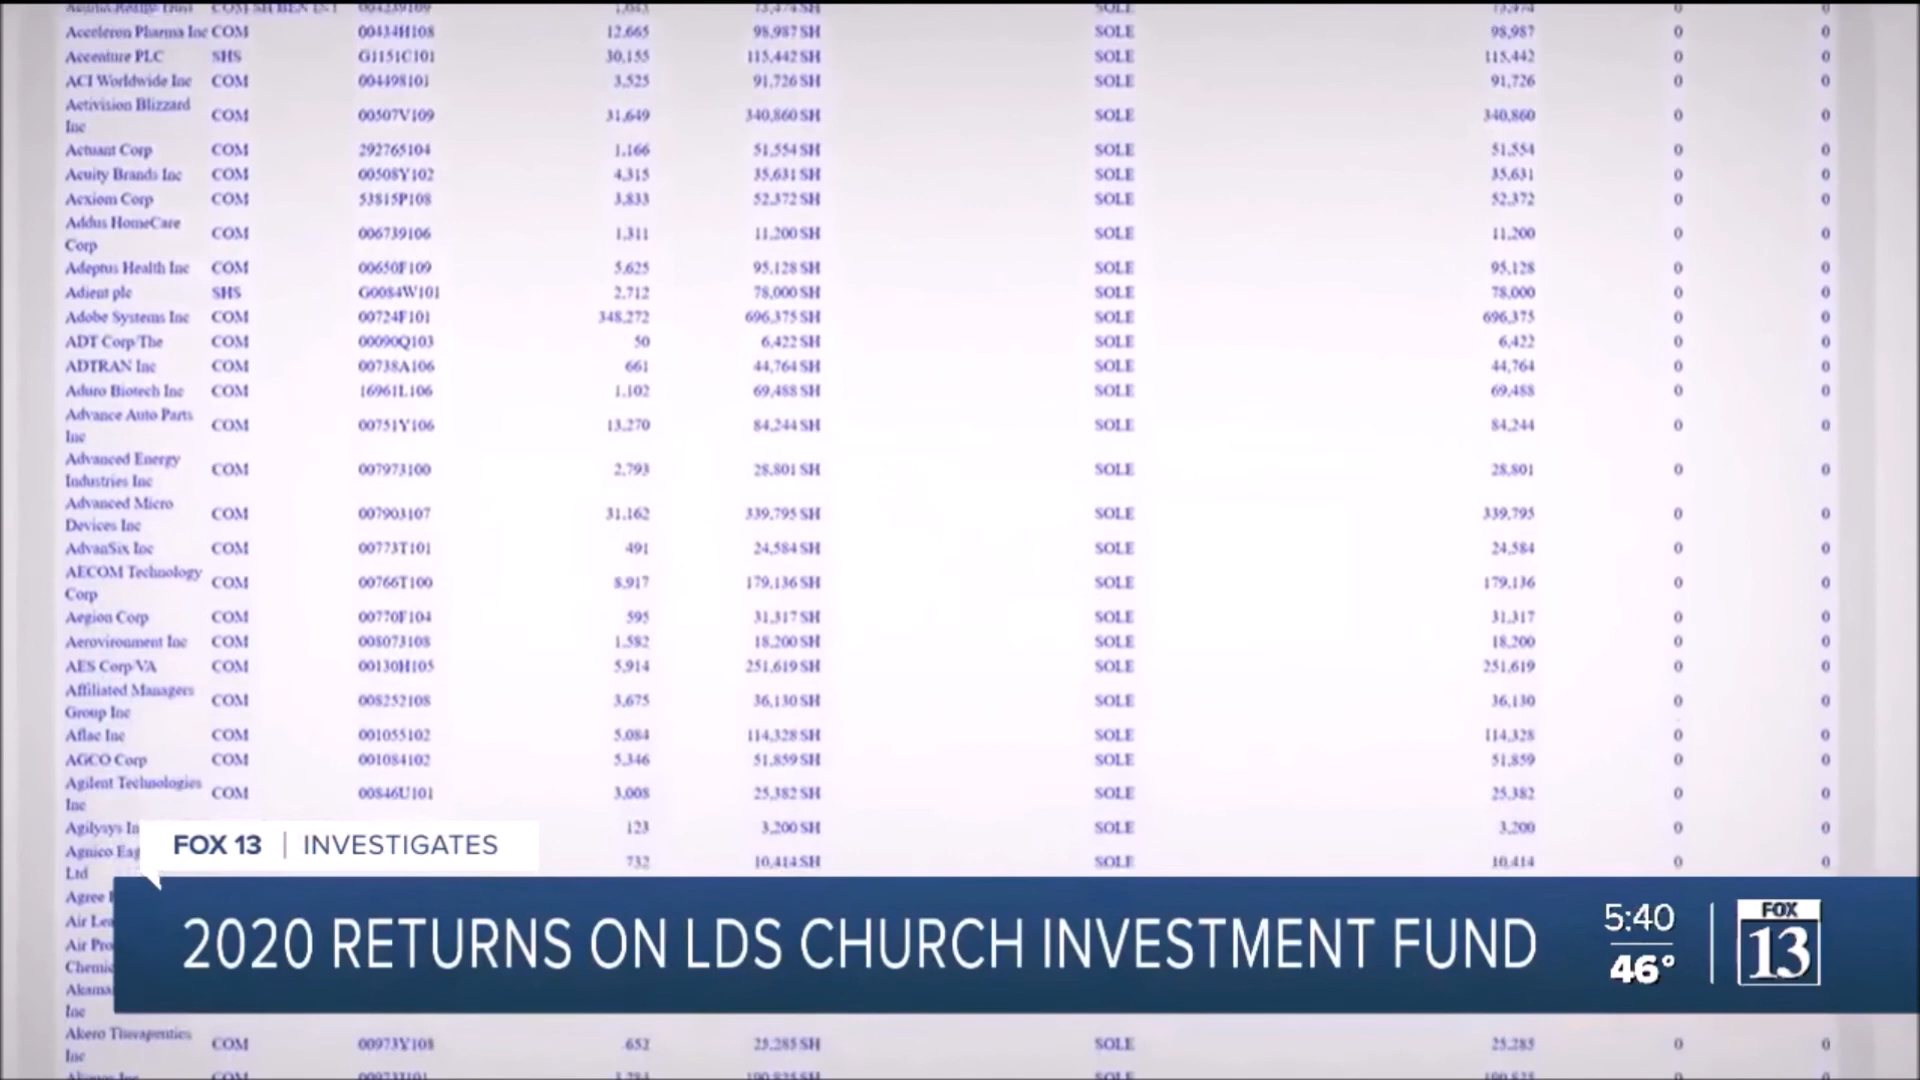 Acceleron Pharma Inc COM 00434H108 12,665 98,987 SH SOLE 98,987 0 0
Accenture PLC SHS G1151C101 30,155 115,442 SH SOLE 115,442 0 0
ACI Worldwide Inc COM 004498101 3,525 91,726 SH SOLE 91,726 0 0
Activision Blizzard
Inc COM 00507V109 31,649 340,860 SH SOLE 340,860 0 0
Actuant Corp COM 292765104 1,166 51,554 SH SOLE 51,554 0 0
Acuity Brands Inc COM 00508Y102 4,315 35,631 SH SOLE 35,631 0 0
Acxiom Corp COM 53815P108 3,833 52,372 SH SOLE 52,372 0 0
Addus HomeCare
Corp COM 006739106 1,311 11,200 SH SOLE 11,200 0 0
Adeptus Health Inc COM 00650F109 5,625 95,128 SH SOLE 95,128 0 0
Adient plc SHS G0084W101 2,712 78,000 SH SOLE 78,000 0 0
Adobe Systems Inc COM 00724F101 348,272 696,375 SH SOLE 696,375 0 0
ADT Corp/The COM 00090Q103 50 6,422 SH SOLE 6,422 0 0
ADTRAN Inc COM 00738A106 661 44,764 SH SOLE 44,764 0 0
Aduro Biotech Inc COM 16961L106 1,102 69,488 SH SOLE 69,488 0 0
Advance Auto Parts
Inc COM 00751Y106 13,270 84,244 SH SOLE 84,244 0 0
Advanced Energy
Industries Inc COM 007973100 2,793 28,801 SH SOLE 28,801 0 0
Advanced Micro
Devices Inc COM 007903107 31,162 339,795 SH SOLE 339,795 0 0
AdvanSix Inc COM 00773T101 491 24,584 SH SOLE 24,584 0 0
AECOM Technology
Corp COM 00766T100 8,917 179,136 SH SOLE 179,136 0 0
Aegion Corp COM 00770F104 595 31,317 SH SOLE 31,317 0 0
Aerovironment Inc COM 008073108 1,582 18,200 SH SOLE 18,200 0 0
AES Corp/VA COM 00130H105 5,914 251,619 SH SOLE 251,619 0 0
Affiliated Managers
Group Inc COM 008252108 3,675 36,130 SH SOLE 36,130 0 0
Aflac Inc COM 001055102 5,084 114,328 SH SOLE 114,328 0 0
AGCO Corp COM 001084102 5,346 51,859 SH SOLE 51,859 0 0
Agilent Technologies
Inc COM 00846U101 3,008 25,382 SH SOLE 25,382 0 0
Agilysys In 123 3,200 SH SOLE 3,200 0 0
Agnico Eag 732 10,414 SH SOLE 10,414 0 0
Ltd
FOX 13 | INVESTIGATES
Agree
Air Lea
Air Pro
Chemic
Akama
Inc
2020 RETURNS ON LDS CHURCH INVESTMENT FUND
5:40
46°
FOX
13
Akero Therapeutics
Inc COM 00973Y108 652 25,285 SH SOLE 25,285 0 0